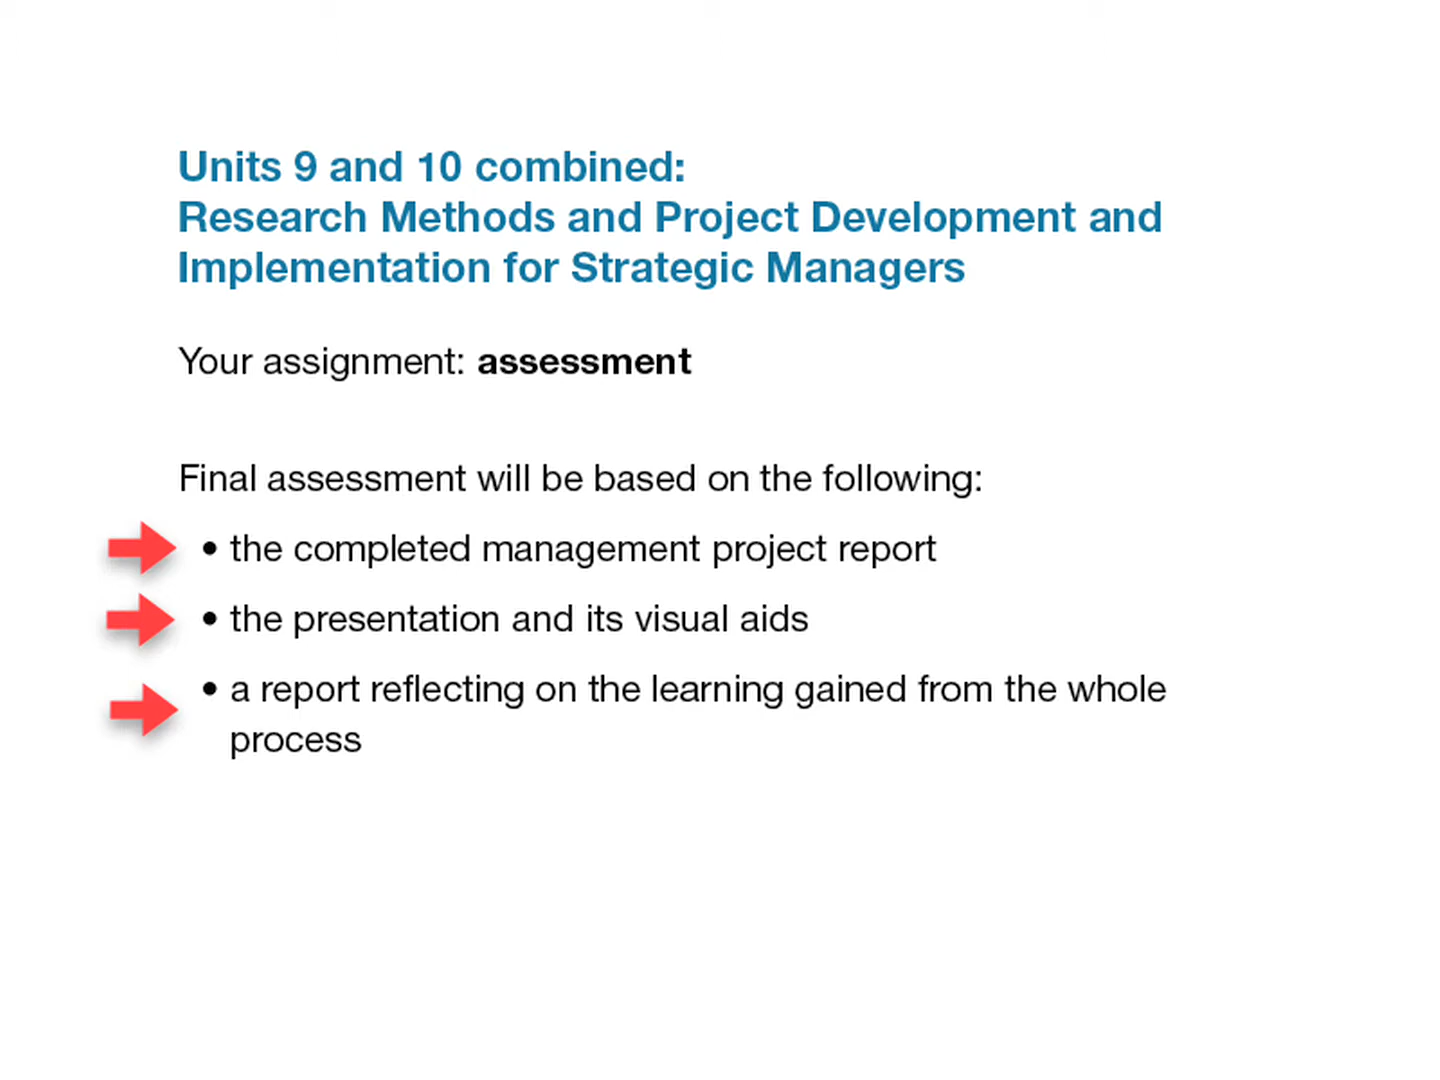 Units 9 and 10 combined:
Research Methods and Project Development and
Implementation for Strategic Managers
Your assignment: assessment
Final assessment will be based on the following:
• the completed management project report
• the presentation and its visual aids
• a report reflecting on the learning gained from the whole
process